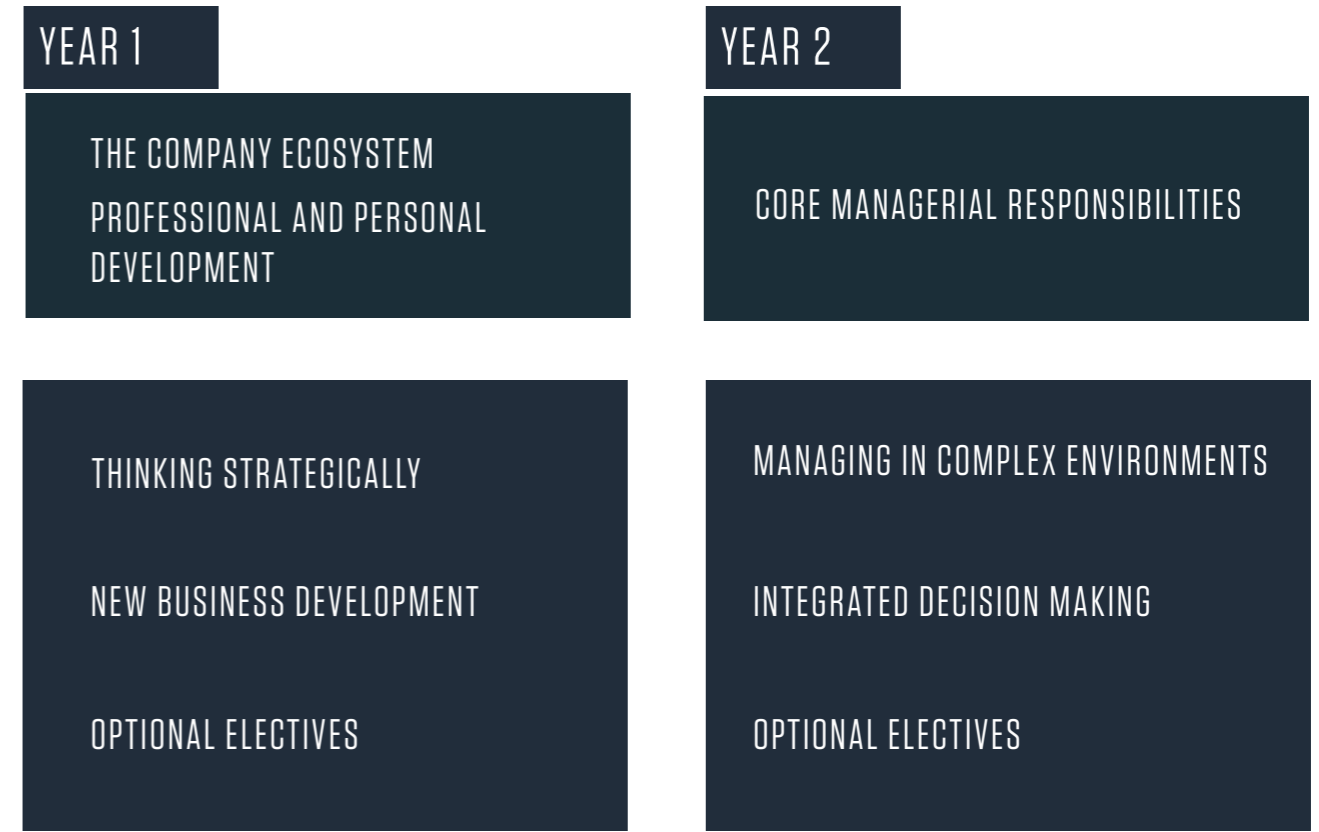 YEAR 1
THE COMPANY ECOSYSTEM
PROFESSIONAL AND PERSONAL
DEVELOPMENT
THINKING STRATEGICALLY
NEW BUSINESS DEVELOPMENT
OPTIONAL ELECTIVES
YEAR 2
CORE MANAGERIAL RESPONSIBILITIES
MANAGING IN COMPLEX ENVIRONMENTS
INTEGRATED DECISION MAKING
OPTIONAL ELECTIVES